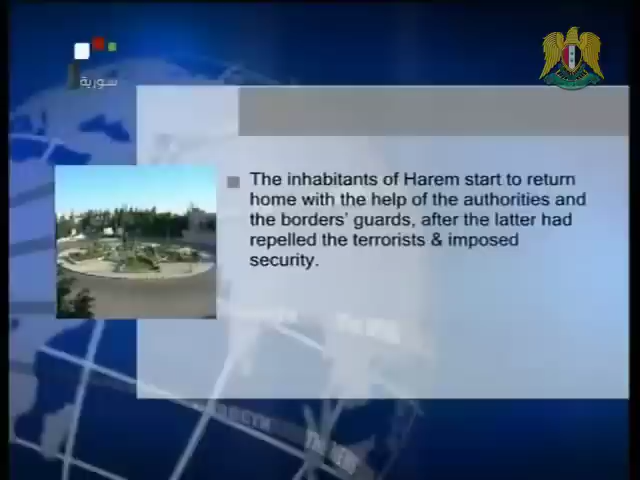 سورية
The inhabitants of Harem start to return
home with the help of the authorities and
the borders' guards, after the latter had
repelled the terrorists & imposed
security.